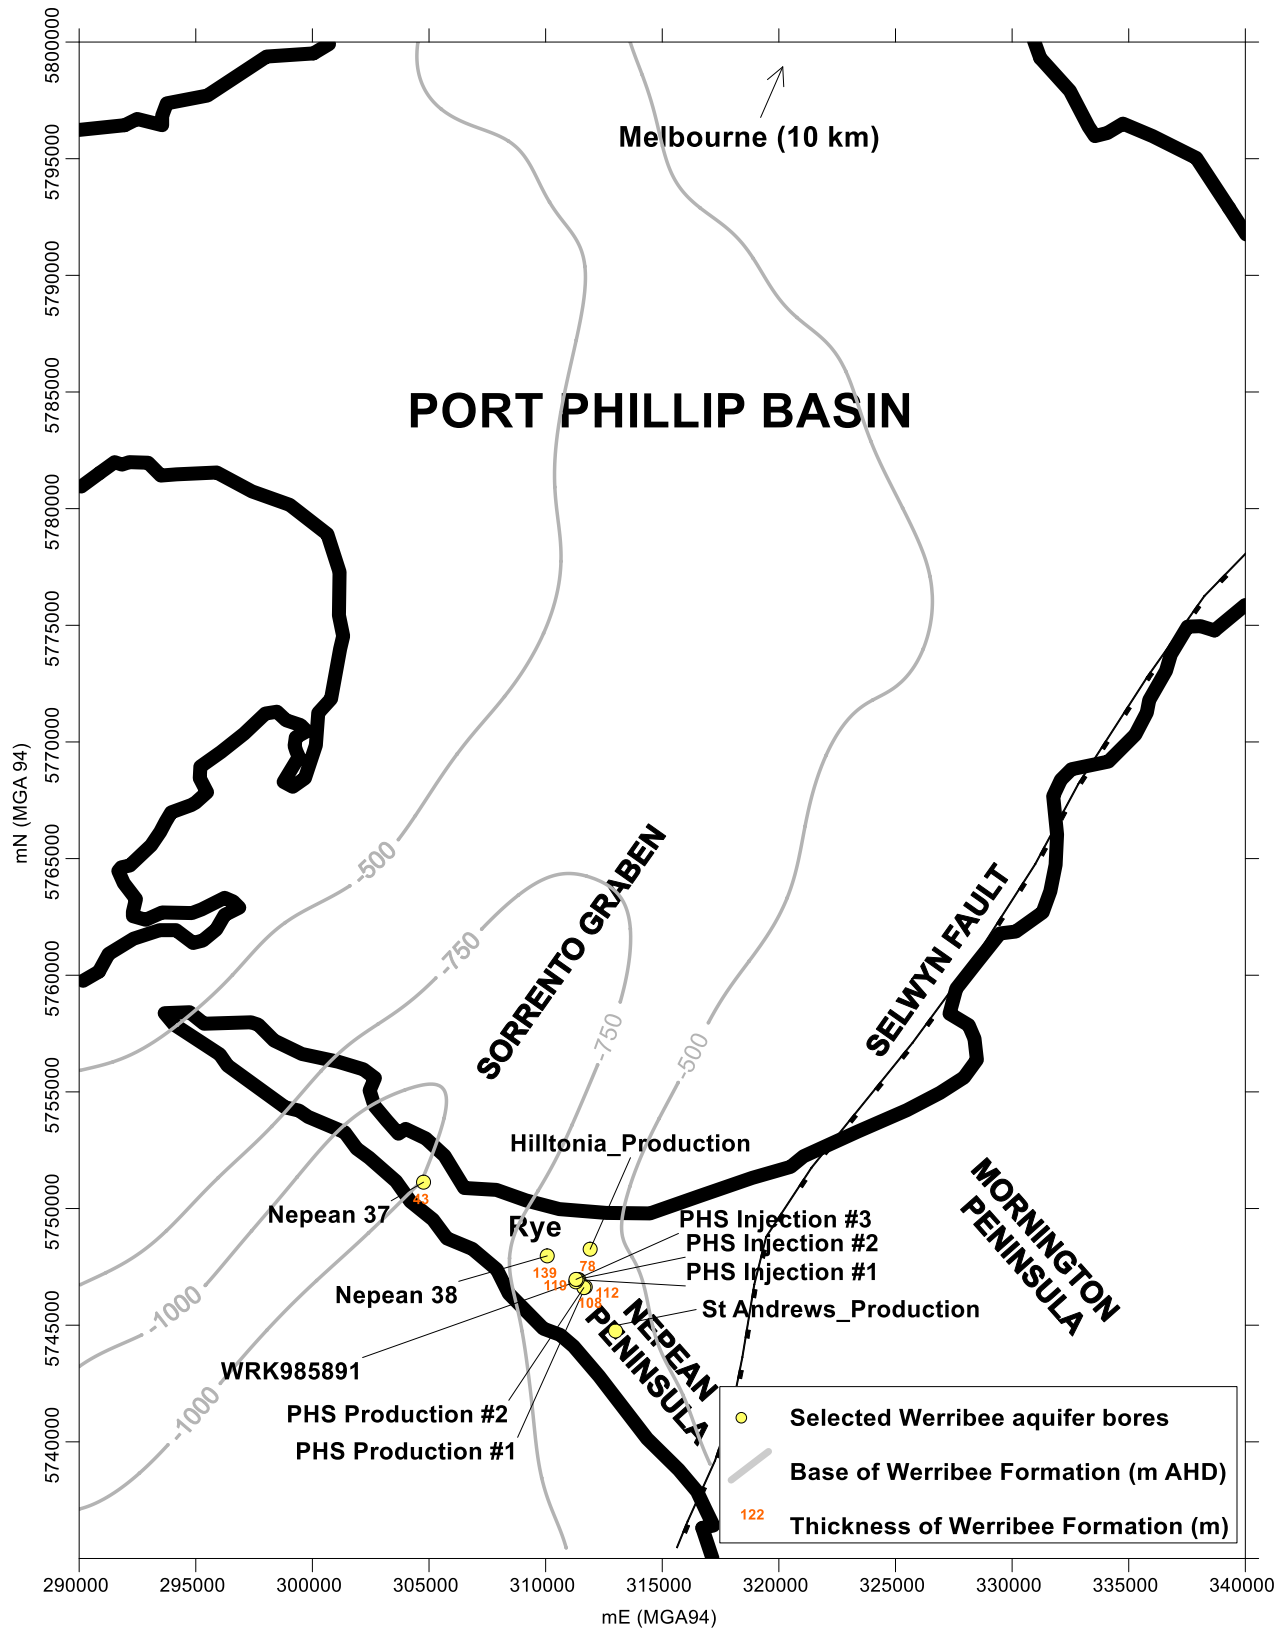 Melbourne (10 km)
PORT PHILLIP BASIN
-500
-750
SORRENTO GRABEN
SELWYN FAULT
-750
-500
Hilltonia_Production
MORNINGTON
PENINSULA
43
Nepean 37
Rye
PHS Injection #3
PHS Injection #2
PHS Injection #1
139
78
Nepean 38
112
108
St Andrews_Production
NEPEAN
PENINSULA
-1000
WRK985891
-1000
PHS Production #2
PHS Production #1
Selected Werribee aquifer bores
Base of Werribee Formation (m AHD)
122
Thickness of Werribee Formation (m)
5800000
5795000
5790000
5785000
5780000
5775000
5770000
5765000
5760000
5755000
5750000
5745000
5740000
mN (MGA 94)
290000 295000 300000 305000 310000 315000 320000 325000 330000 335000 340000
mE (MGA94)